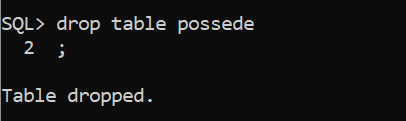 SQL> drop table possede
  2  ;
Table dropped.